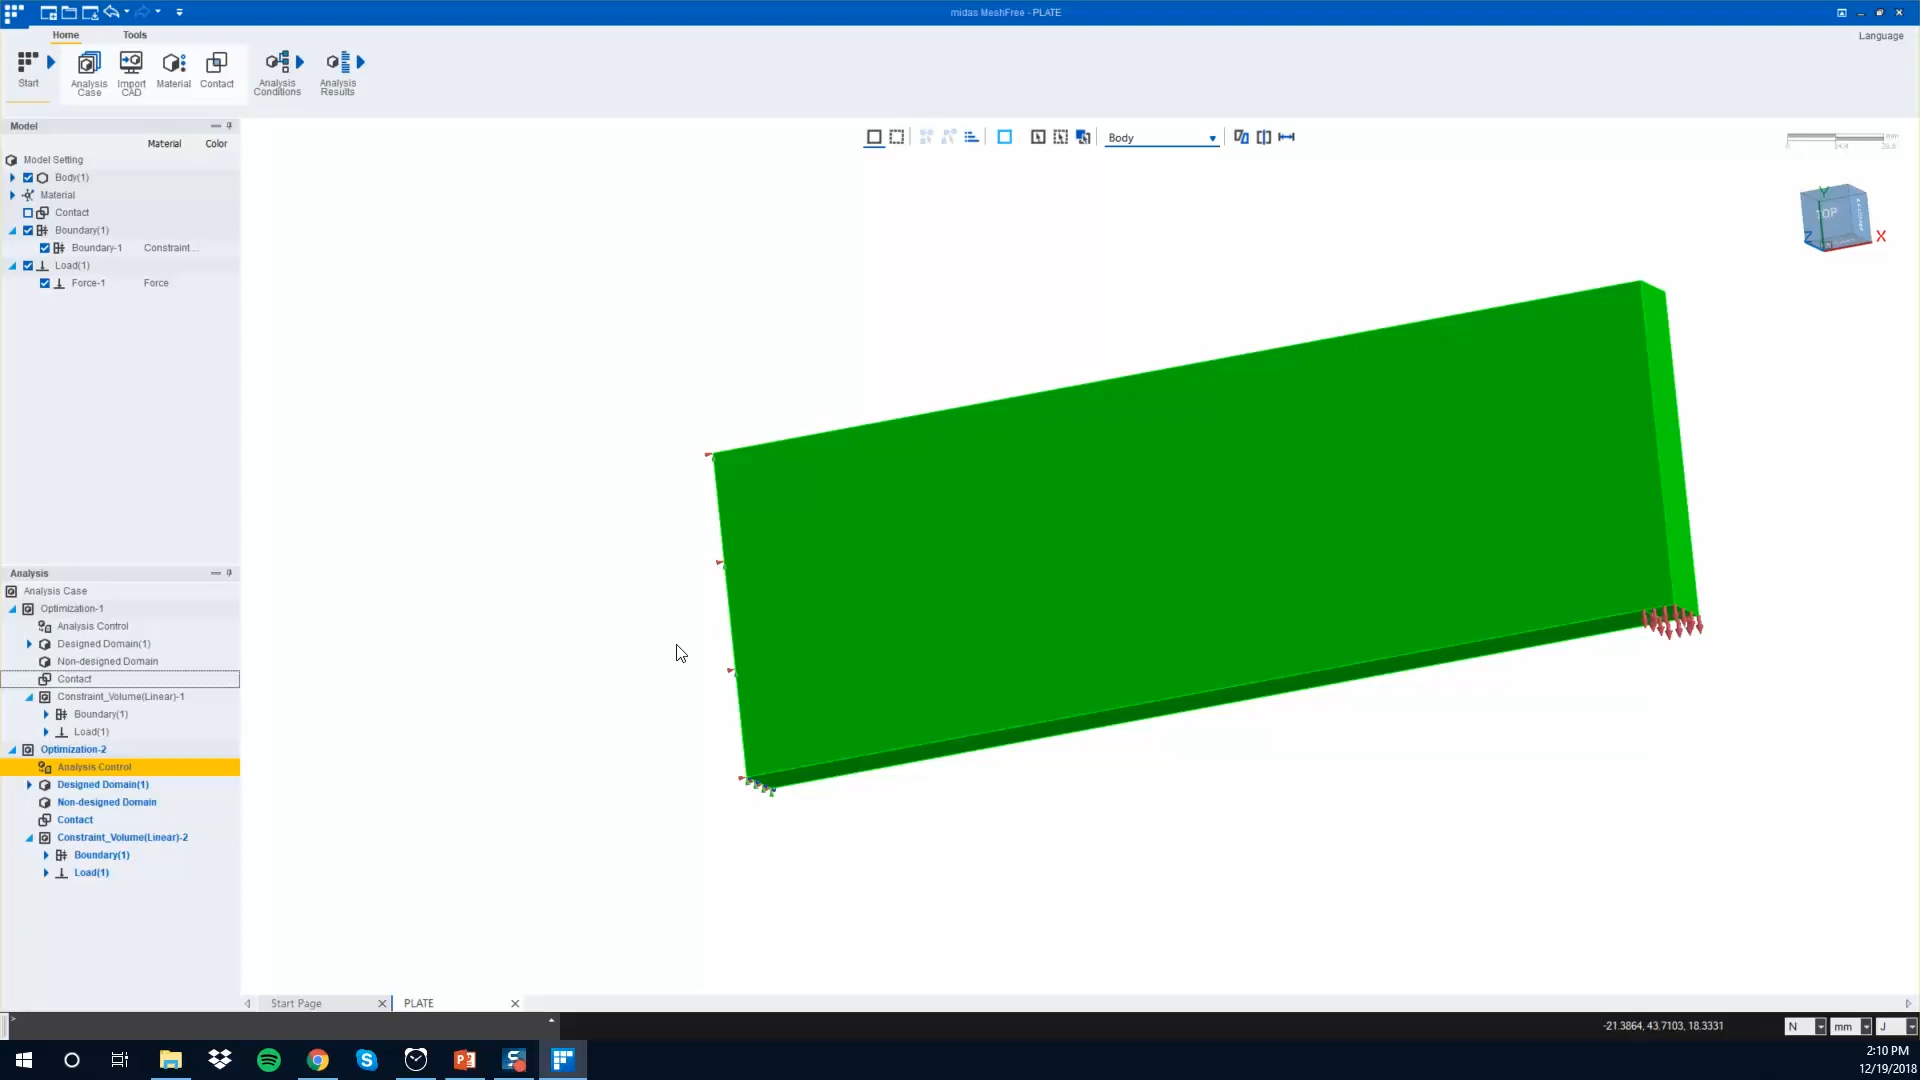 midas MeshFree - PLATE
Home Tools
Language
Start
Analysis Case
Import CAD
Material
Contact
Analysis Conditions
Analysis Results
Model
Material Color
Model Setting
Body(1)
Material
Contact
Boundary(1)
Boundary-1 Constraint...
Load(1)
Force-1 Force
Body
mm
TOP
Y
Z
X
Analysis
Analysis Case
Optimization-1
Analysis Control
Designed Domain(1)
Non-designed Domain
Contact
Constraint_Volume(Linear)-1
Boundary(1)
Load(1)
Optimization-2
Analysis Control
Designed Domain(1)
Non-designed Domain
Contact
Constraint_Volume(Linear)-2
Boundary(1)
Load(1)
Start Page
PLATE
>
-21.3864, 43.7103, 18.3331
N mm J
2:10 PM
12/19/2018